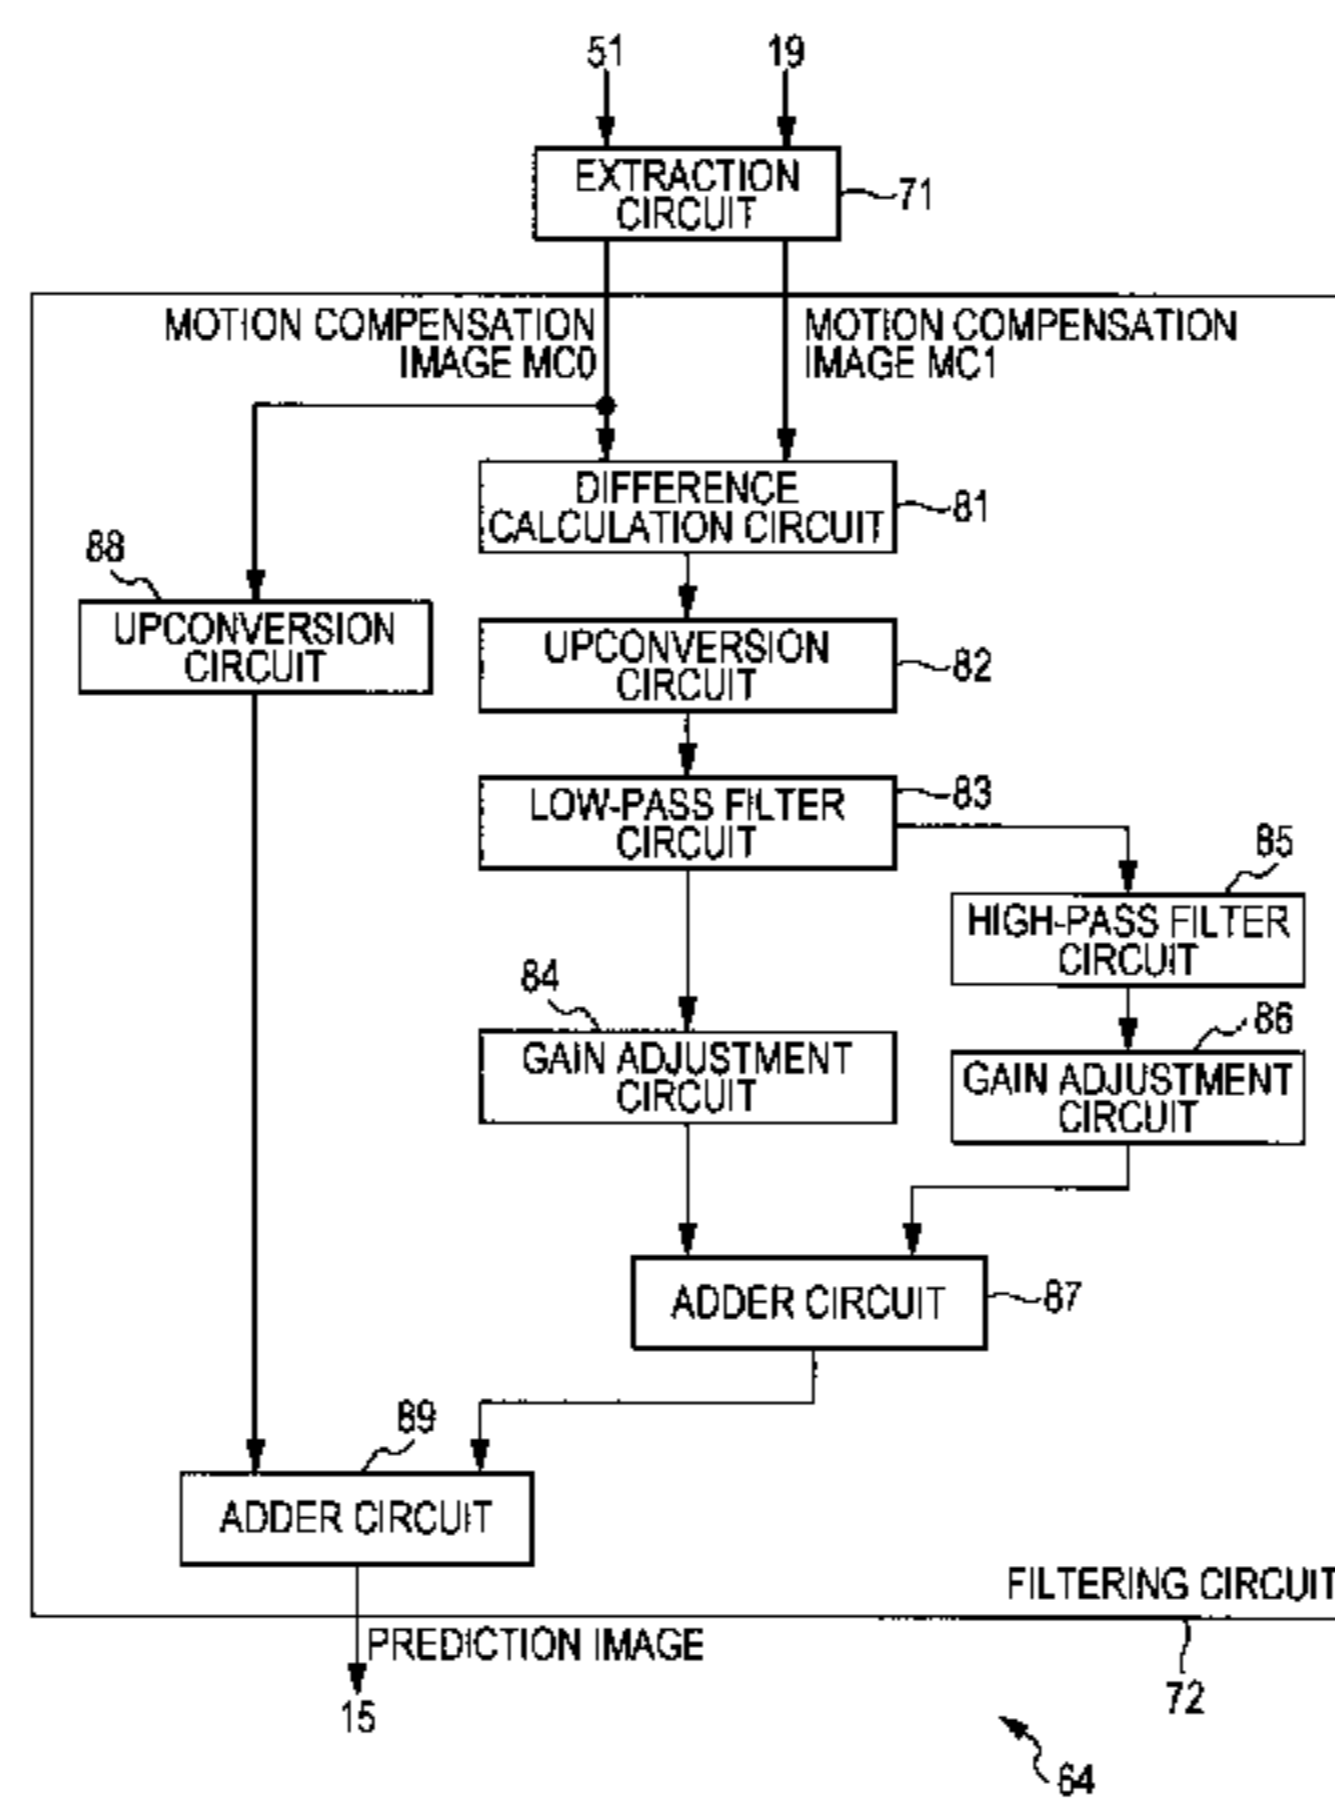 51
19
EXTRACTION
CIRCUIT
71
MOTION COMPENSATION
IMAGE MC0
MOTION COMPENSATION
IMAGE MC1
DIFFERENCE
CALCULATION CIRCUIT
81
88
UPCONVERSION
CIRCUIT
UPCONVERSION
CIRCUIT
82
LOW-PASS FILTER
CIRCUIT
83
85
HIGH-PASS FILTER
CIRCUIT
84
GAIN ADJUSTMENT
CIRCUIT
86
GAIN ADJUSTMENT
CIRCUIT
ADDER CIRCUIT
87
89
ADDER CIRCUIT
FILTERING CIRCUIT
PREDICTION IMAGE
15
72
64